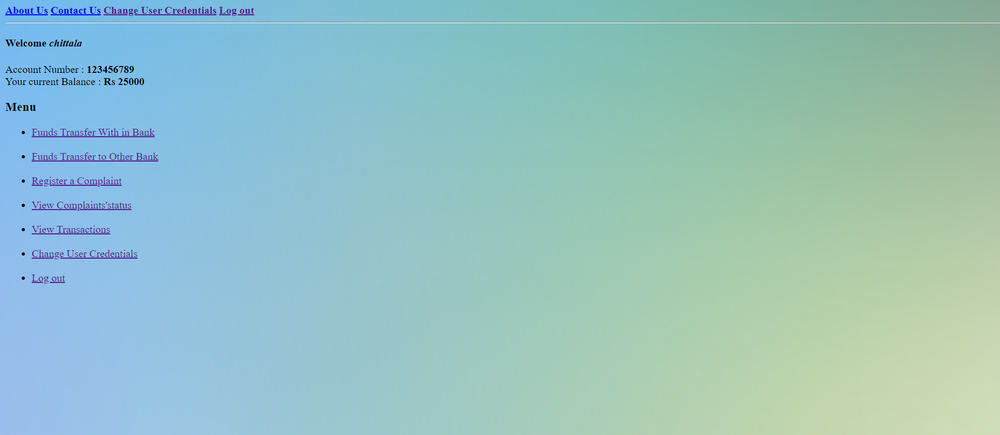 About Us Contact Us Change User Credentials Log out
Welcome chittala
Account Number : 123456789
Your current Balance : Rs 25000
Menu
Funds Transfer With in Bank
Funds Transfer to Other Bank
Register a Complaint
View Complaints'status
View Transactions
Change User Credentials
Log out